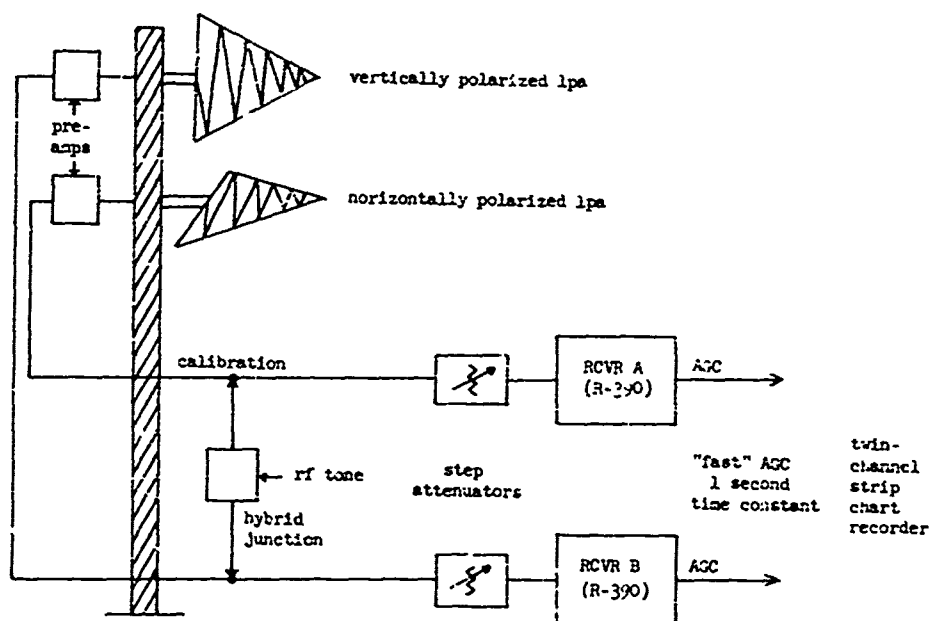 vertically polarized lpa
pre-
amps
norizontally polarized lpa
calibration
RCVR A
(R-390)
AGC
rf tone
step
attenuators
"fast" AGC
1 second
time constant
twin-
channel
strip
chart
recorder
hybrid
junction
RCVR B
(R-390)
AGC